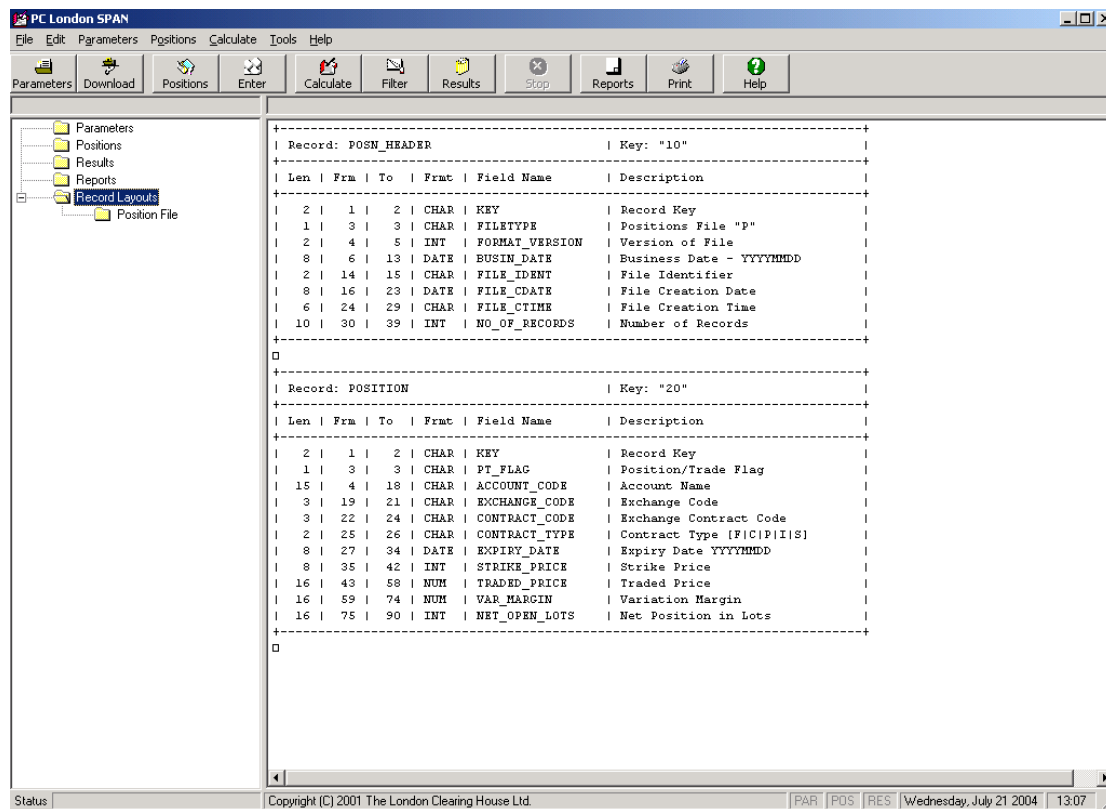 PC London SPAN
File Edit Parameters Positions Calculate Tools Help
Parameters Download Positions Enter Calculate Filter Results Stop Reports Print Help
Parameters
Positions
Results
Reports
Record Layouts
Position File
+---------------------------------------------------------------------------------------+
| Record: POSN_HEADER | Key: "10" |
+---------------------------------------------------------------------------------------+
| Len | Frm | To | Frmt | Field Name | Description |
+---------------------------------------------------------------------------------------+
| 2 | 1 | 2 | CHAR | KEY | Record Key |
| 1 | 3 | 3 | CHAR | FILETYPE | Positions File "P" |
| 2 | 4 | 5 | INT | FORMAT_VERSION | Version of File |
| 8 | 6 | 13 | DATE | BUSIN_DATE | Business Date - YYYYMMDD |
| 2 | 14 | 15 | CHAR | FILE_IDENT | File Identifier |
| 8 | 16 | 23 | DATE | FILE_CDATE | File Creation Date |
| 6 | 24 | 29 | CHAR | FILE_CTIME | File Creation Time |
| 10 | 30 | 39 | INT | NO_OF_RECORDS | Number of Records |
+---------------------------------------------------------------------------------------+
+---------------------------------------------------------------------------------------+
| Record: POSITION | Key: "20" |
+---------------------------------------------------------------------------------------+
| Len | Frm | To | Frmt | Field Name | Description |
+---------------------------------------------------------------------------------------+
| 2 | 1 | 2 | CHAR | KEY | Record Key |
| 1 | 3 | 3 | CHAR | PT_FLAG | Position/Trade Flag |
| 15 | 4 | 18 | CHAR | ACCOUNT_CODE | Account Name |
| 3 | 19 | 21 | CHAR | EXCHANGE_CODE | Exchange Code |
| 3 | 22 | 24 | CHAR | CONTRACT_CODE | Exchange Contract Code |
| 2 | 25 | 26 | CHAR | CONTRACT_TYPE | Contract Type [F|C|P|I|S] |
| 8 | 27 | 34 | DATE | EXPIRY_DATE | Expiry Date YYYYMMDD |
| 8 | 35 | 42 | INT | STRIKE_PRICE | Strike Price |
| 16 | 43 | 58 | NUM | TRADED_PRICE | Traded Price |
| 16 | 59 | 74 | NUM | VAR_MARGIN | Variation Margin |
| 16 | 75 | 90 | INT | NET_OPEN_LOTS | Net Position in Lots |
+---------------------------------------------------------------------------------------+
Status Copyright (C) 2001 The London Clearing House Ltd. PAR POS RES Wednesday, July 21 2004 13:07